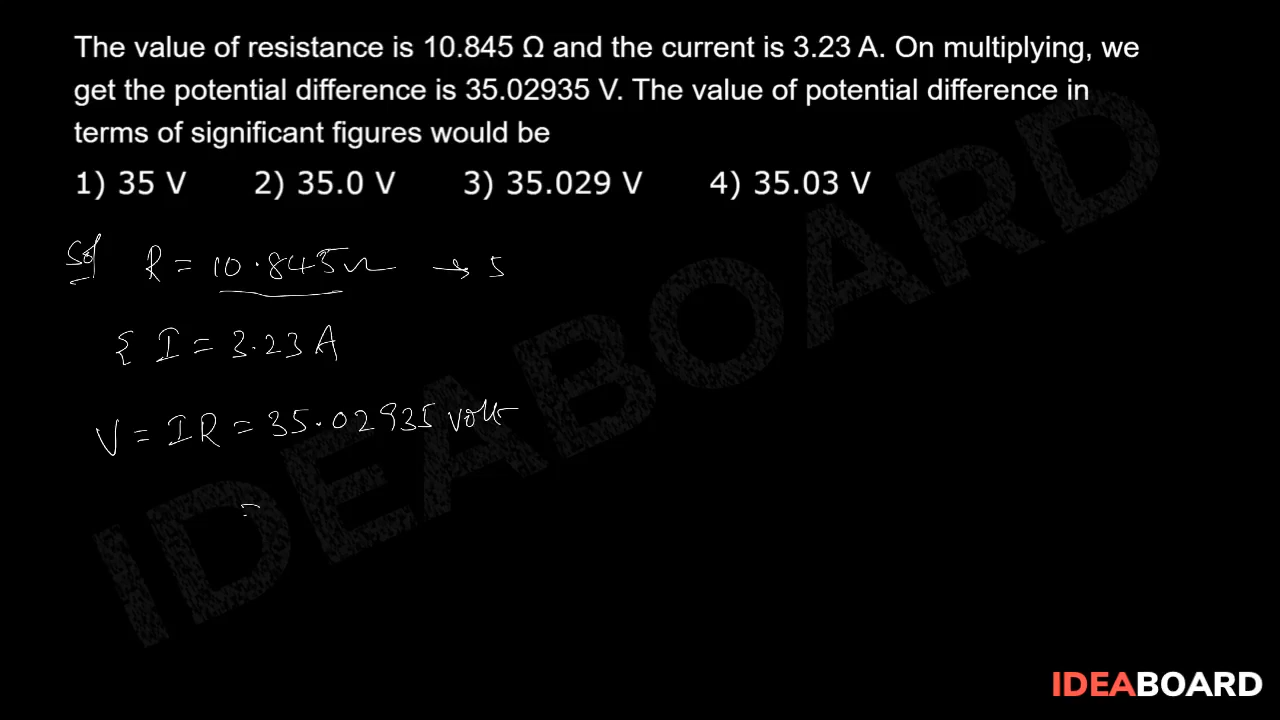 The value of resistance is 10.845 Ω and the current is 3.23 A. On multiplying, we
get the potential difference is 35.02935 V. The value of potential difference in
terms of significant figures would be
1) 35 V 2) 35.0 V 3) 35.029 V 4) 35.03 V
Sol R = 10.845 Ω → 5
{ I = 3.23 A
V = IR = 35.02935 volt
=
IDEABOARD
IDEABOARD